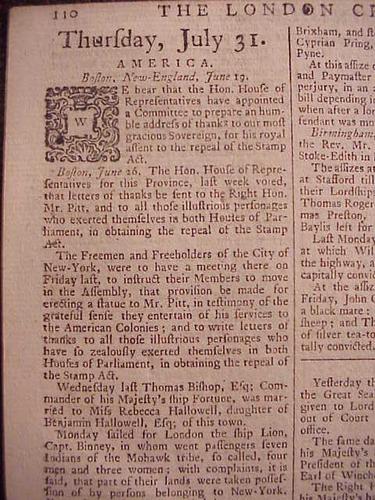 110
THE LONDON C
Thursday, July 31.
AMERICA.
Boston, New-England, June 19.
WE hear that the Hon. House of
Representatives have appointed
a Committee to prepare an hum-
ble address of thanks to our most
gracious Sovereign, for his royal
assent to the repeal of the Stamp
Act.
Boston, June 26. The Hon. House of Repre-
sentatives for this Province, last week voted,
that letters of thanks be sent to the Right Hon.
Mr. Pitt, and to all those illustrious personages
who exerted themselves in both Houses of Par-
liament, in obtaining the repeal of the Stamp
Act.
The Freemen and Freeholders of the City of
New-York, were to have a meeting there on
Friday last, to instruct their Members to move
in the Assembly, that provision be made for
erecting a statue to Mr. Pitt, in testimony of the
grateful sense they entertain of his services to
the American Colonies; and to write letters of
thanks to all those illustrious personages who
have so zealously exerted themselves in both
Houses of Parliament, in obtaining the repeal of
the Stamp Act.
Wednesday last Thomas Bishop, Esq; Com-
mander of his Majesty's ship Fortune, was mar-
ried to Miss Rebecca Hallowell, daughter of
Benjamin Hallowell, Esq; of this town.
Monday sailed for London the ship Lion,
Capt. Binney, in whom went passengers seven
Indians of the Mohawk tribe, so called, four
men and three women; with complaints, it is
said, that part of their lands were taken posses-
sion of by persons belonging to New-York.
Brixham, and
Cyprian Pring,
Pyne.
At this assize
and Paymaster
perjury, in an
bill depending i
when after a lon
fendant was mo
Birmingham,
the Rev. Mr.
Stoke-Edith in
The assizes at
at Stafford till
their Lordships
Thomas Roger
mas Preston,
Baylis left for
Last Monday
at which Wil
the highway, a
capitally convic
At the assiz
Friday, John C
a black mare;
sheep; and Th
of silver tea-to
tally convicted.
Yesterday th
the Great Sea
given to Lord
out of Court
office.
The same da
his Majesty's
President of th
Earl of Winch
The Right H
his Majesty's